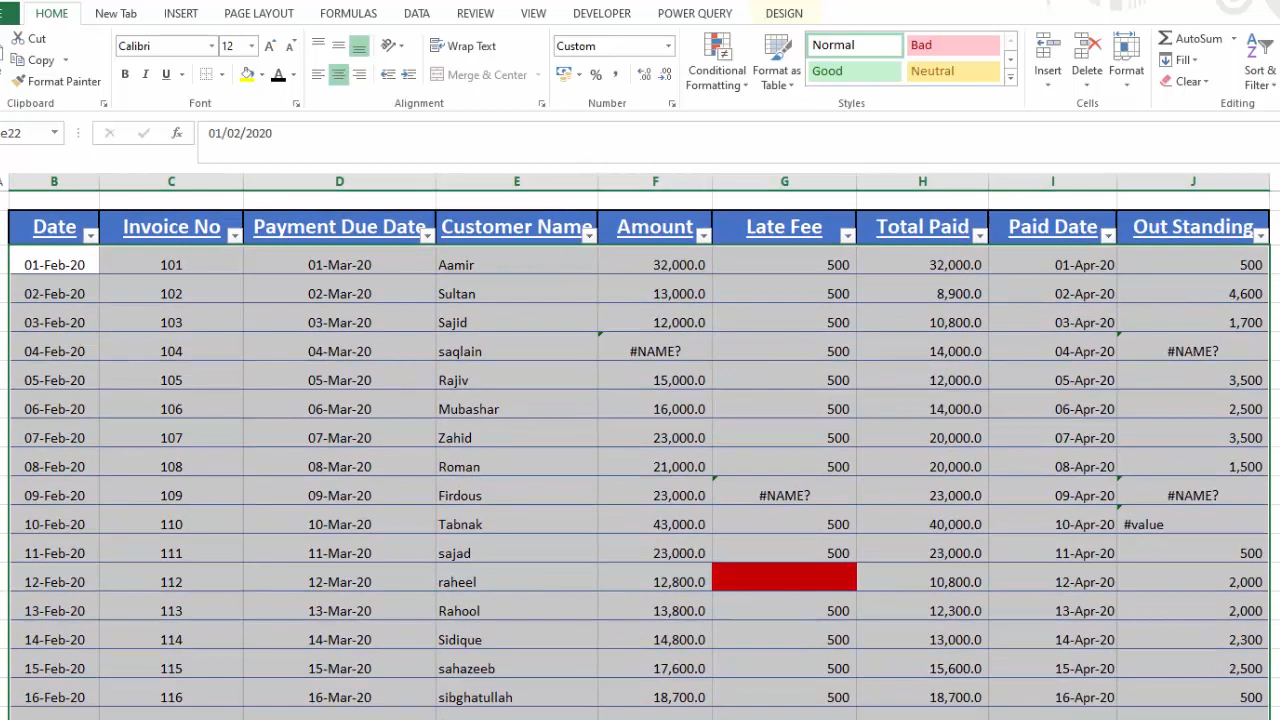 HOME New Tab INSERT PAGE LAYOUT FORMULAS DATA REVIEW VIEW DEVELOPER POWER QUERY DESIGN
Cut
Copy
Format Painter
Clipboard
Calibri 12
B I U
Font
Wrap Text
Merge & Center
Alignment
Custom
%
Number
Conditional Formatting
Format as Table
Normal Bad
Good Neutral
Styles
Insert Delete Format
Cells
AutoSum
Fill
Clear
Sort & Filter
Editing
e22 fx 01/02/2020
B C D E F G H I J
Date Invoice No Payment Due Date Customer Name Amount Late Fee Total Paid Paid Date Out Standing
01-Feb-20 101 01-Mar-20 Aamir 32,000.0 500 32,000.0 01-Apr-20 500
02-Feb-20 102 02-Mar-20 Sultan 13,000.0 500 8,900.0 02-Apr-20 4,600
03-Feb-20 103 03-Mar-20 Sajid 12,000.0 500 10,800.0 03-Apr-20 1,700
04-Feb-20 104 04-Mar-20 saqlain #NAME? 500 14,000.0 04-Apr-20 #NAME?
05-Feb-20 105 05-Mar-20 Rajiv 15,000.0 500 12,000.0 05-Apr-20 3,500
06-Feb-20 106 06-Mar-20 Mubashar 16,000.0 500 14,000.0 06-Apr-20 2,500
07-Feb-20 107 07-Mar-20 Zahid 23,000.0 500 20,000.0 07-Apr-20 3,500
08-Feb-20 108 08-Mar-20 Roman 21,000.0 500 20,000.0 08-Apr-20 1,500
09-Feb-20 109 09-Mar-20 Firdous 23,000.0 #NAME? 23,000.0 09-Apr-20 #NAME?
10-Feb-20 110 10-Mar-20 Tabnak 43,000.0 500 40,000.0 10-Apr-20 #value
11-Feb-20 111 11-Mar-20 sajad 23,000.0 500 23,000.0 11-Apr-20 500
12-Feb-20 112 12-Mar-20 raheel 12,800.0 10,800.0 12-Apr-20 2,000
13-Feb-20 113 13-Mar-20 Rahool 13,800.0 500 12,300.0 13-Apr-20 2,000
14-Feb-20 114 14-Mar-20 Sidique 14,800.0 500 13,000.0 14-Apr-20 2,300
15-Feb-20 115 15-Mar-20 sahazeeb 17,600.0 500 15,600.0 15-Apr-20 2,500
16-Feb-20 116 16-Mar-20 sibghatullah 18,700.0 500 18,700.0 16-Apr-20 500